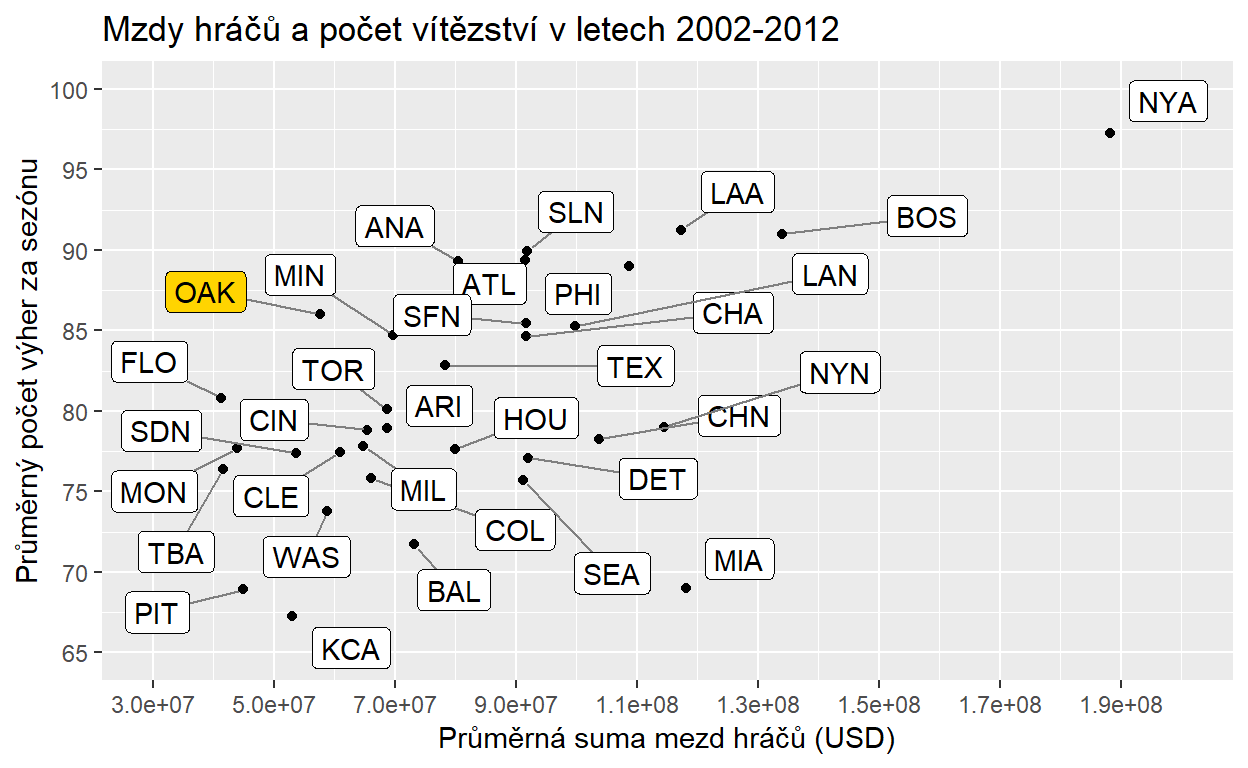 Mzdy hráčů a počet vítězství v letech 2002-2012
Průměrný počet výher za sezónu
100
95
90
85
80
75
70
65
NYA
LAA
SLN
BOS
ANA
MIN
ATL
LAN
OAK
PHI
SFN
CHA
FLO
TOR
TEX
NYN
ARI
CIN
HOU
CHN
SDN
DET
MON
CLE
MIL
COL
TBA
WAS
SEA
MIA
BAL
PIT
KCA
3.0e+07 5.0e+07 7.0e+07 9.0e+07 1.1e+08 1.3e+08 1.5e+08 1.7e+08 1.9e+08
Průměrná suma mezd hráčů (USD)